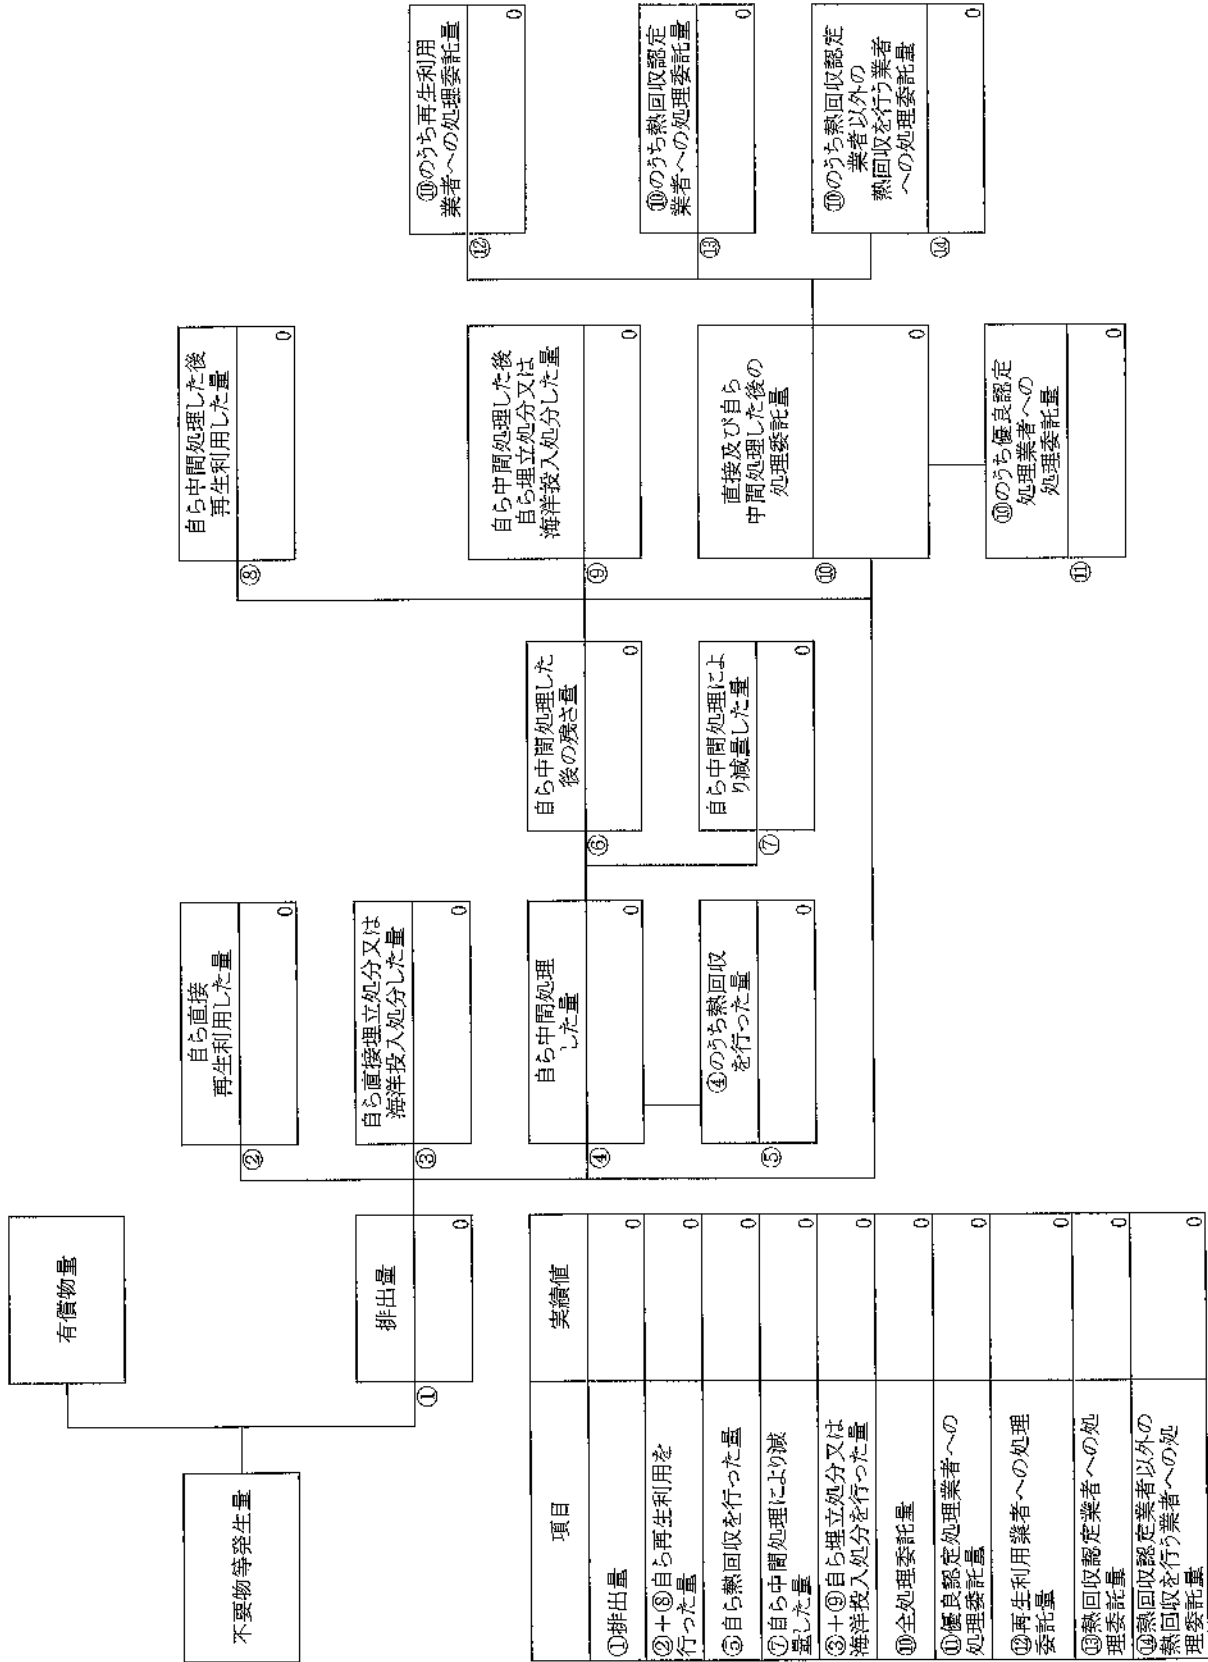 不要物等発生量
有償物量
①
排出量
0
②
自ら直接
再生利用した量
0
③
自ら直接埋立処分又は
海洋投入処分した量
0
④
自ら中間処理
した量
0
⑤
④のうち熱回収
を行った量
0
⑥
自ら中間処理した
後の残さ量
0
⑦
自ら中間処理によ
り減量した量
0
⑧
自ら中間処理した後
再生利用した量
0
⑨
自ら中間処理した後
自ら埋立処分又は
海洋投入処分した量
0
⑩
直接及び自ら
中間処理した後の
処理委託量
0
⑪
⑩のうち優良認定
処理業者への
処理委託量
0
⑫
⑩のうち再生利用
業者への処理委託量
0
⑬
⑩のうち熱回収認定
業者への処理委託量
0
⑭
⑩のうち熱回収認定
業者以外の
熱回収を行う業者
への処理委託量
0
項目 実績値
①排出量 0
②+⑧自ら再生利用を
行った量 0
⑤自ら熱回収を行った量 0
⑦自ら中間処理により減
量した量 0
③+⑨自ら埋立処分又は
海洋投入処分を行った量 0
⑩全処理委託量 0
⑪優良認定処理業者への
処理委託量 0
⑫再生利用業者への処理
委託量 0
⑬熱回収認定業者への処
理委託量 0
⑭熱回収認定業者以外の
熱回収を行う業者への処
理委託量 0